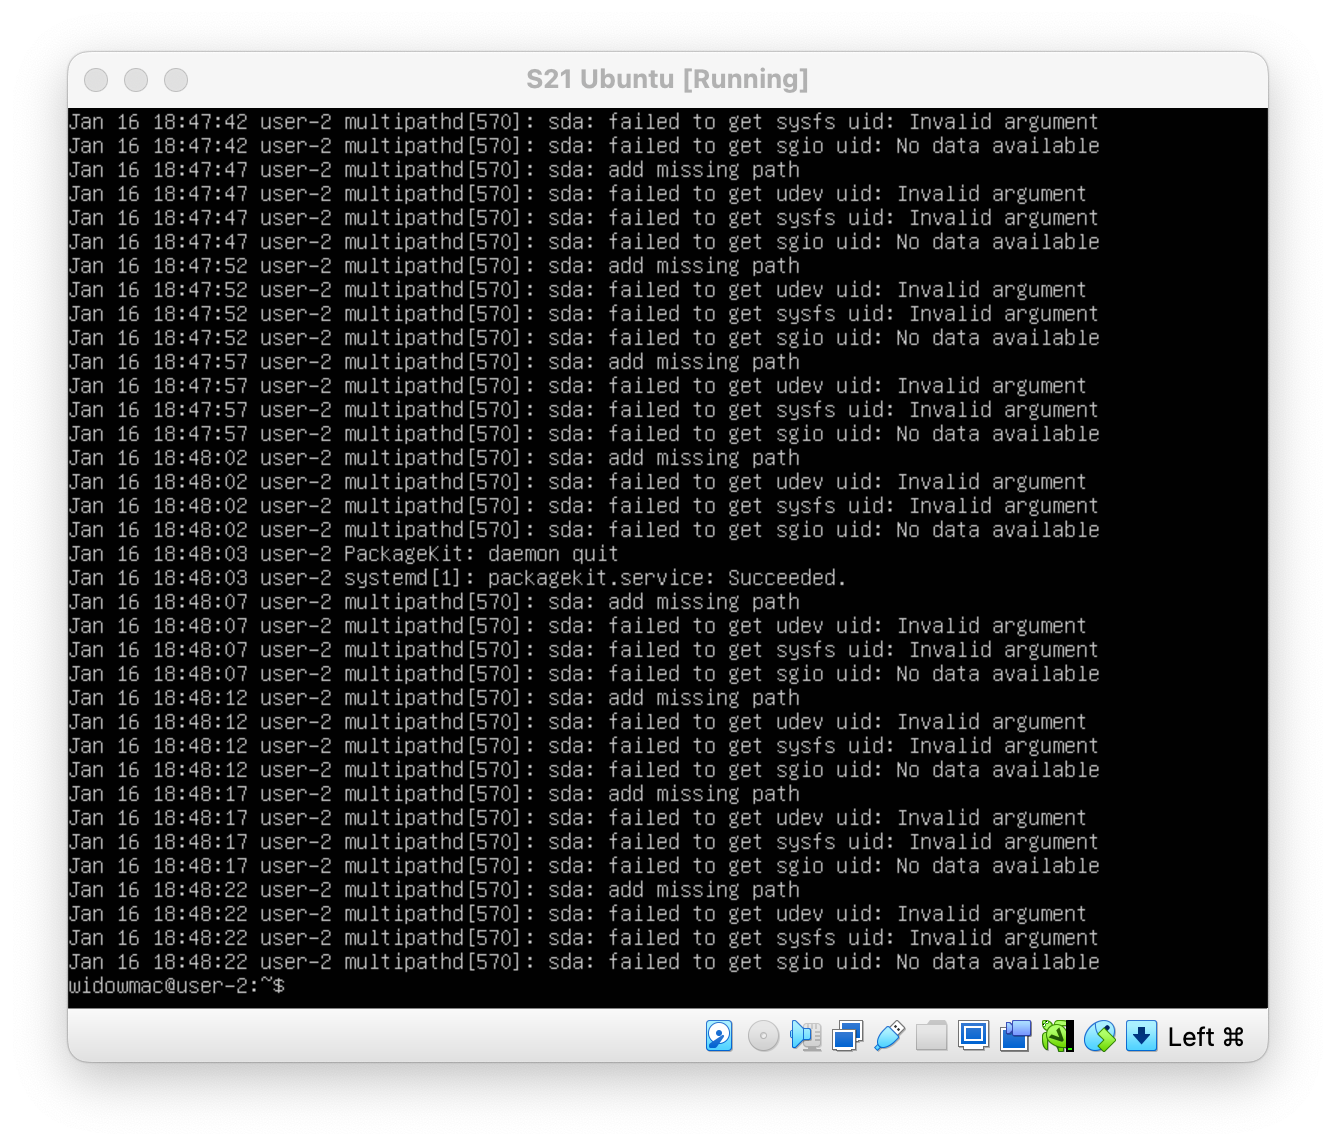 S21 Ubuntu [Running]
Jan 16 18:47:42 user-2 multipathd[570]: sda: failed to get sysfs uid: Invalid argument
Jan 16 18:47:42 user-2 multipathd[570]: sda: failed to get sgio uid: No data available
Jan 16 18:47:47 user-2 multipathd[570]: sda: add missing path
Jan 16 18:47:47 user-2 multipathd[570]: sda: failed to get udev uid: Invalid argument
Jan 16 18:47:47 user-2 multipathd[570]: sda: failed to get sysfs uid: Invalid argument
Jan 16 18:47:47 user-2 multipathd[570]: sda: failed to get sgio uid: No data available
Jan 16 18:47:52 user-2 multipathd[570]: sda: add missing path
Jan 16 18:47:52 user-2 multipathd[570]: sda: failed to get udev uid: Invalid argument
Jan 16 18:47:52 user-2 multipathd[570]: sda: failed to get sysfs uid: Invalid argument
Jan 16 18:47:52 user-2 multipathd[570]: sda: failed to get sgio uid: No data available
Jan 16 18:47:57 user-2 multipathd[570]: sda: add missing path
Jan 16 18:47:57 user-2 multipathd[570]: sda: failed to get udev uid: Invalid argument
Jan 16 18:47:57 user-2 multipathd[570]: sda: failed to get sysfs uid: Invalid argument
Jan 16 18:47:57 user-2 multipathd[570]: sda: failed to get sgio uid: No data available
Jan 16 18:48:02 user-2 multipathd[570]: sda: add missing path
Jan 16 18:48:02 user-2 multipathd[570]: sda: failed to get udev uid: Invalid argument
Jan 16 18:48:02 user-2 multipathd[570]: sda: failed to get sysfs uid: Invalid argument
Jan 16 18:48:02 user-2 multipathd[570]: sda: failed to get sgio uid: No data available
Jan 16 18:48:03 user-2 PackageKit: daemon quit
Jan 16 18:48:03 user-2 systemd[1]: packagekit.service: Succeeded.
Jan 16 18:48:07 user-2 multipathd[570]: sda: add missing path
Jan 16 18:48:07 user-2 multipathd[570]: sda: failed to get udev uid: Invalid argument
Jan 16 18:48:07 user-2 multipathd[570]: sda: failed to get sysfs uid: Invalid argument
Jan 16 18:48:07 user-2 multipathd[570]: sda: failed to get sgio uid: No data available
Jan 16 18:48:12 user-2 multipathd[570]: sda: add missing path
Jan 16 18:48:12 user-2 multipathd[570]: sda: failed to get udev uid: Invalid argument
Jan 16 18:48:12 user-2 multipathd[570]: sda: failed to get sysfs uid: Invalid argument
Jan 16 18:48:12 user-2 multipathd[570]: sda: failed to get sgio uid: No data available
Jan 16 18:48:17 user-2 multipathd[570]: sda: add missing path
Jan 16 18:48:17 user-2 multipathd[570]: sda: failed to get udev uid: Invalid argument
Jan 16 18:48:17 user-2 multipathd[570]: sda: failed to get sysfs uid: Invalid argument
Jan 16 18:48:17 user-2 multipathd[570]: sda: failed to get sgio uid: No data available
Jan 16 18:48:22 user-2 multipathd[570]: sda: add missing path
Jan 16 18:48:22 user-2 multipathd[570]: sda: failed to get udev uid: Invalid argument
Jan 16 18:48:22 user-2 multipathd[570]: sda: failed to get sysfs uid: Invalid argument
Jan 16 18:48:22 user-2 multipathd[570]: sda: failed to get sgio uid: No data available
widowmac@user-2:~$
Left ⌘